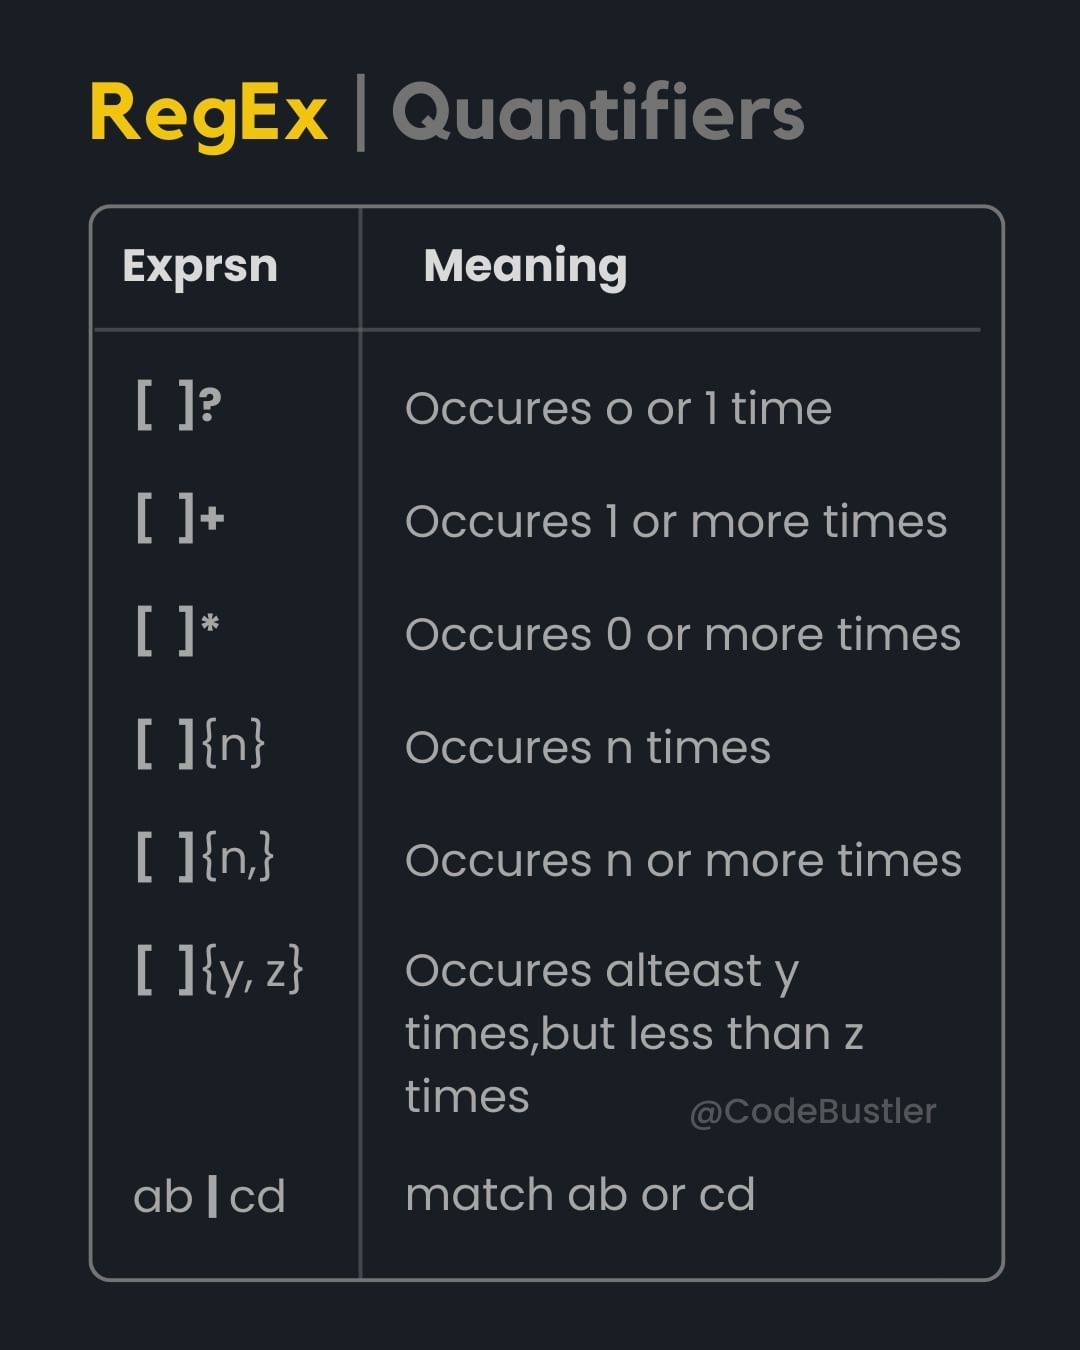 RegEx | Quantifiers
Exprsn Meaning
[ ]? Occures o or 1 time
[ ]+ Occures 1 or more times
[ ]* Occures 0 or more times
[ ]{n} Occures n times
[ ]{n,} Occures n or more times
[ ]{y, z} Occures alteast y
times,but less than z
times
@CodeBustler
ab | cd match ab or cd